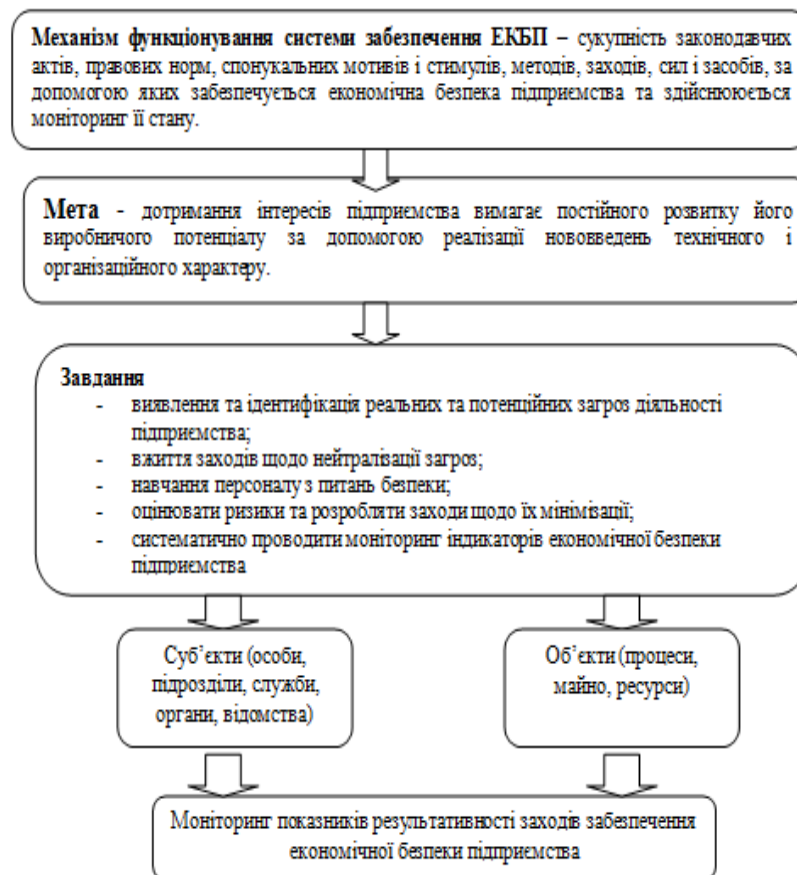 Механізм функціонування системи забезпечення ЕКБП – сукупність законодавчих
актів, правових норм, спонукальних мотивів і стимулів, методів, заходів, сил і засобів, за
допомогою яких забезпечується економічна безпека підприємства та здійснюється
моніторинг її стану.
Мета - дотримання інтересів підприємства вимагає постійного розвитку його
виробничого потенціалу за допомогою реалізації нововведень технічного і
організаційного характеру.
Завдання
- виявлення та ідентифікація реальних та потенційних загроз діяльності
підприємства;
- вжиття заходів щодо нейтралізації загроз;
- навчання персоналу з питань безпеки;
- оцінювати ризики та розробляти заходи щодо їх мінімізації;
- систематично проводити моніторинг індикаторів економічної безпеки
підприємства
Суб’єкти (особи,
підрозділи, служби,
органи, відомства)
Об’єкти (процеси,
майно, ресурси)
Моніторинг показників результативності заходів забезпечення
економічної безпеки підприємства